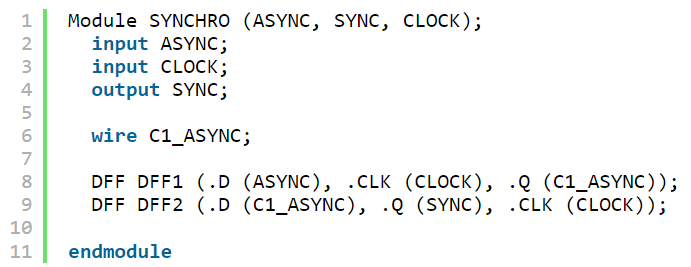 1 Module SYNCHRO (ASYNC, SYNC, CLOCK);
2 input ASYNC;
3 input CLOCK;
4 output SYNC;
5
6 wire C1_ASYNC;
7
8 DFF DFF1 (.D (ASYNC), .CLK (CLOCK), .Q (C1_ASYNC));
9 DFF DFF2 (.D (C1_ASYNC), .Q (SYNC), .CLK (CLOCK));
10
11 endmodule